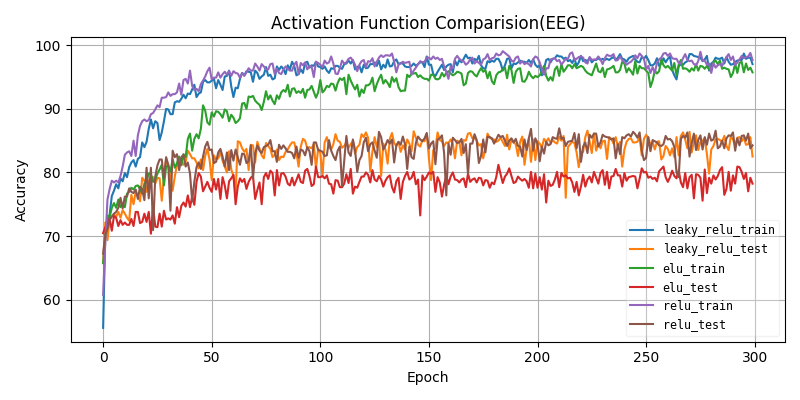 Activation Function Comparision(EEG)
100
90
80
70
60
Accuracy
0
50
100
150
200
250
300
Epoch
leaky_relu_train
leaky_relu_test
elu_train
elu_test
relu_train
relu_test